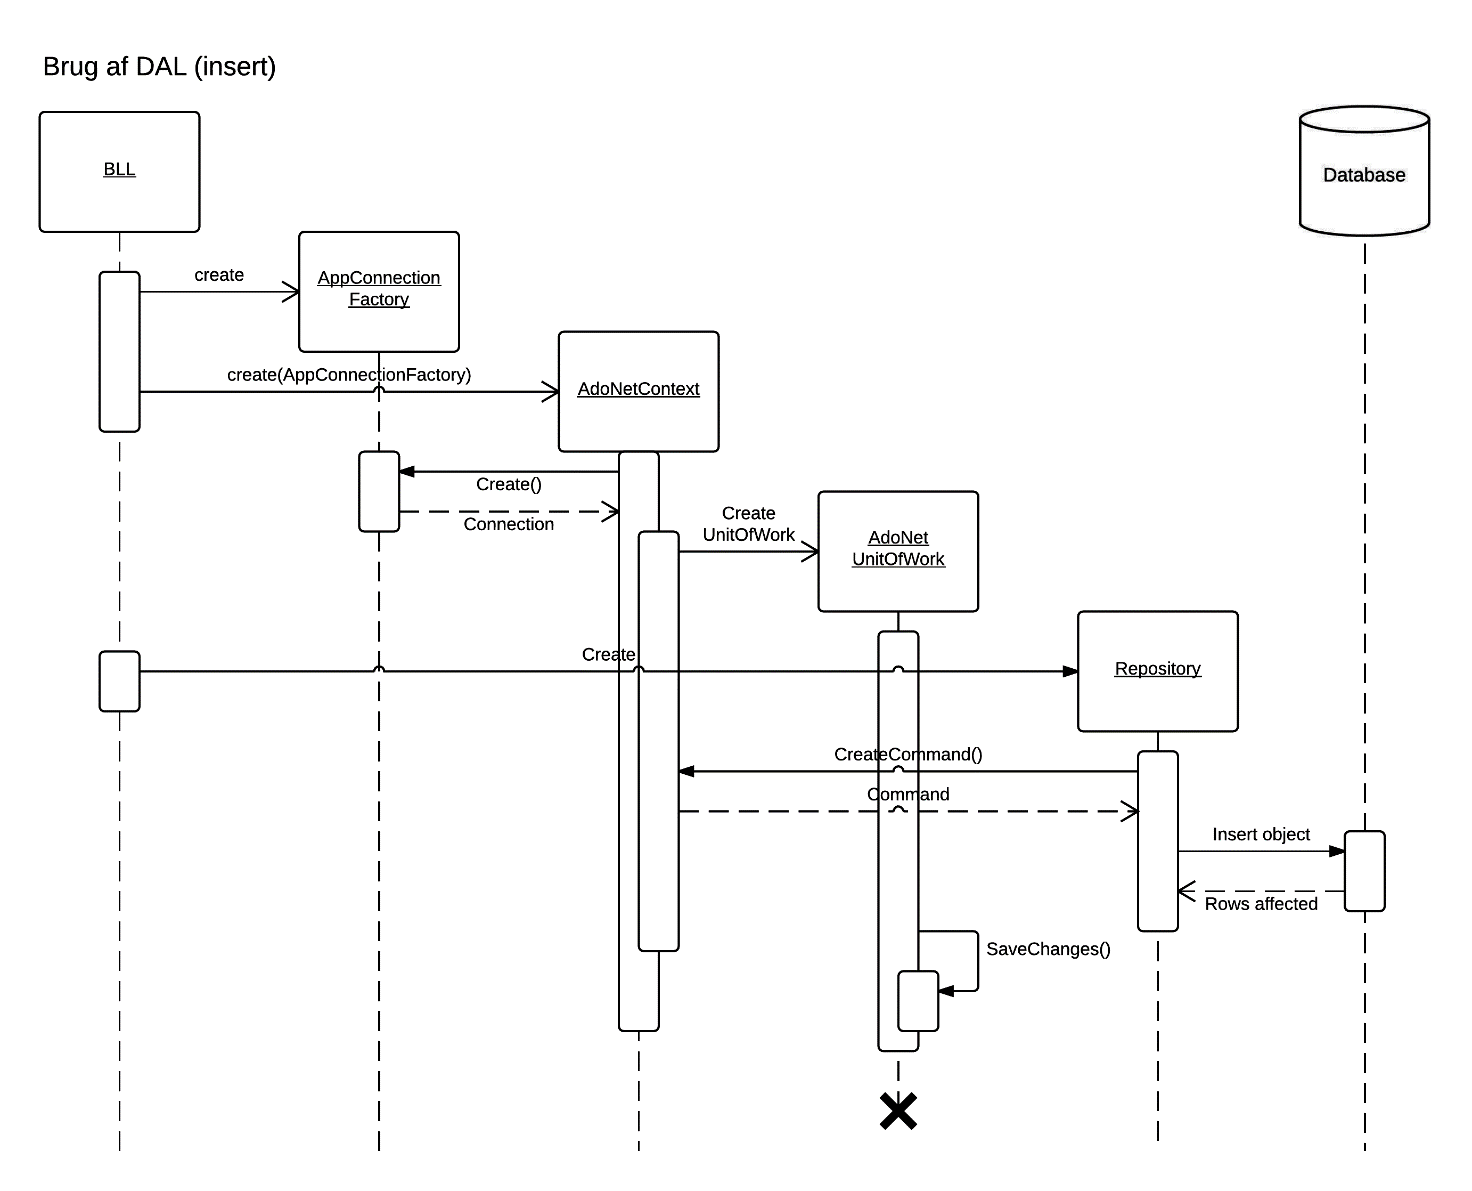 Brug af DAL (insert)
BLL
Database
create
AppConnection
Factory
create(AppConnectionFactory)
AdoNetContext
Create()
Connection
Create
UnitOfWork
AdoNet
UnitOfWork
Create
Repository
CreateCommand()
Command
Insert object
Rows affected
SaveChanges()